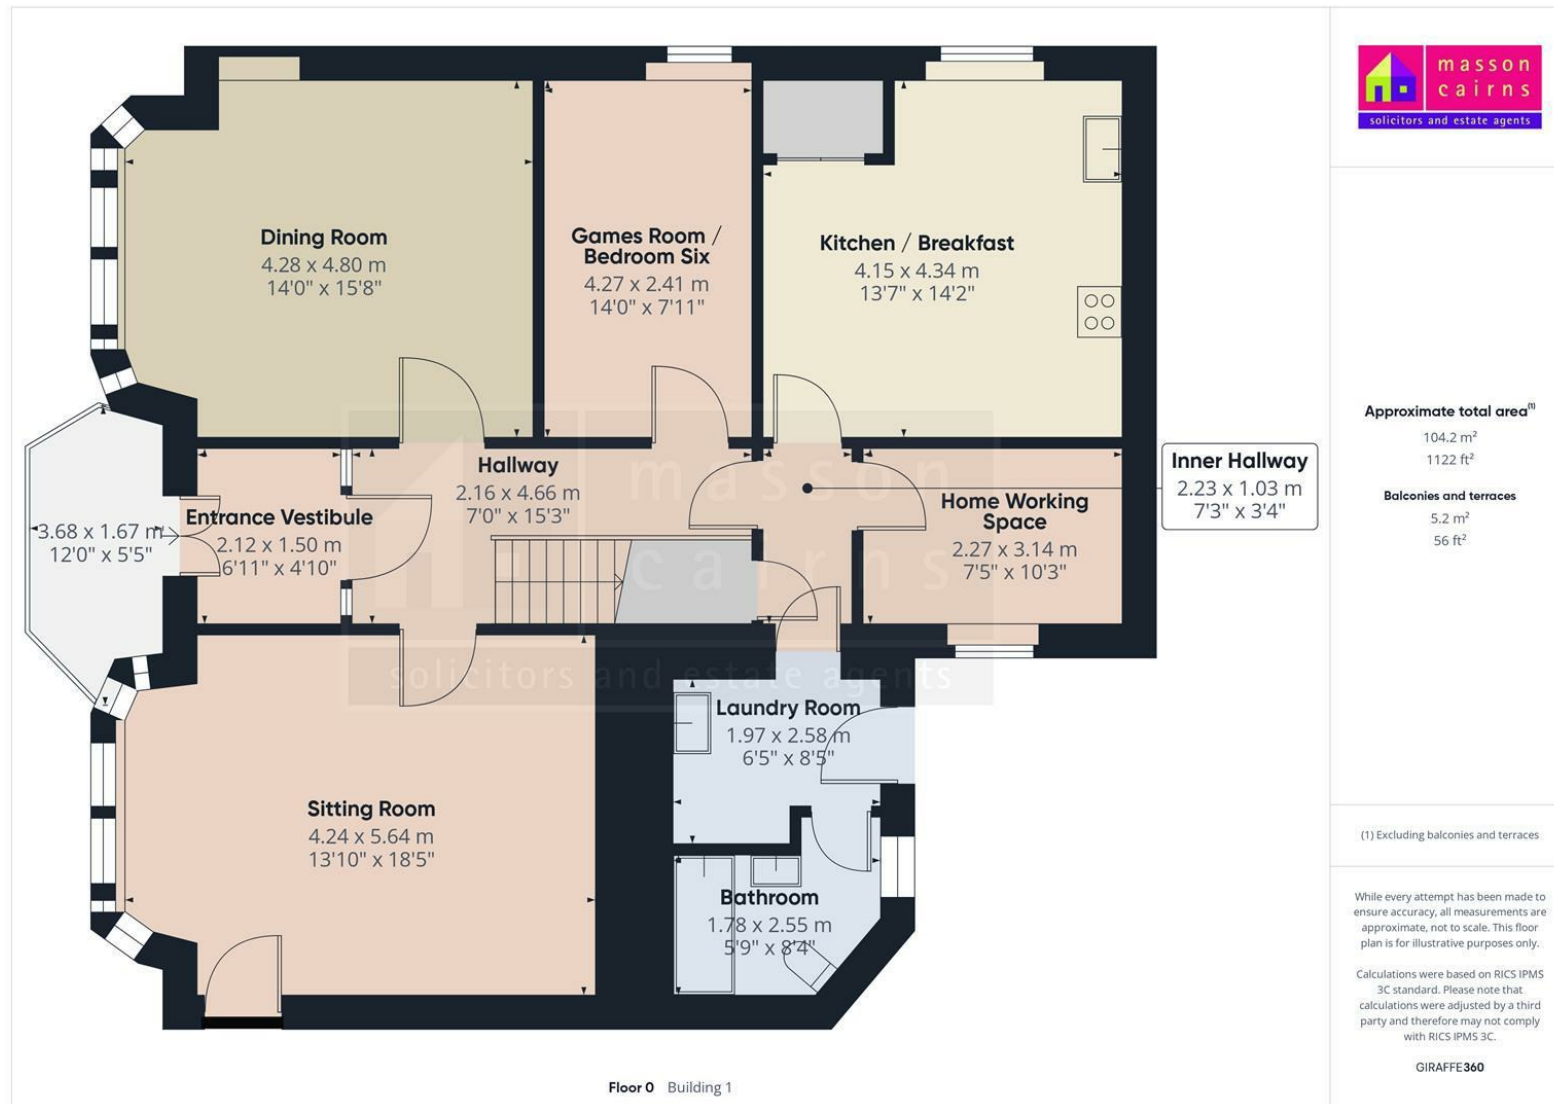 Dining Room
4.28 x 4.80 m
14'0" x 15'8"
Games Room /
Bedroom Six
4.27 x 2.41 m
14'0" x 7'11"
Kitchen / Breakfast
4.15 x 4.34 m
13'7" x 14'2"
Hallway
2.16 x 4.66 m
7'0" x 15'3"
Inner Hallway
2.23 x 1.03 m
7'3" x 3'4"
Home Working
Space
2.27 x 3.14 m
7'5" x 10'3"
3.68 x 1.67 m
12'0" x 5'5"
Entrance Vestibule
2.12 x 1.50 m
6'11" x 4'10"
masson
cairns
solicitors and estate agents
Laundry Room
1.97 x 2.58 m
6'5" x 8'5"
Sitting Room
4.24 x 5.64 m
13'10" x 18'5"
Bathroom
1.78 x 2.55 m
5'9" x 8'4"
Floor 0 Building 1
masson
cairns
solicitors and estate agents
Approximate total area(1)
104.2 m²
1122 ft²
Balconies and terraces
5.2 m²
56 ft²
(1) Excluding balconies and terraces
While every attempt has been made to
ensure accuracy, all measurements are
approximate, not to scale. This floor
plan is for illustrative purposes only.
Calculations were based on RICS IPMS
3C standard. Please note that
calculations were adjusted by a third
party and therefore may not comply
with RICS IPMS 3C.
GIRAFFE360